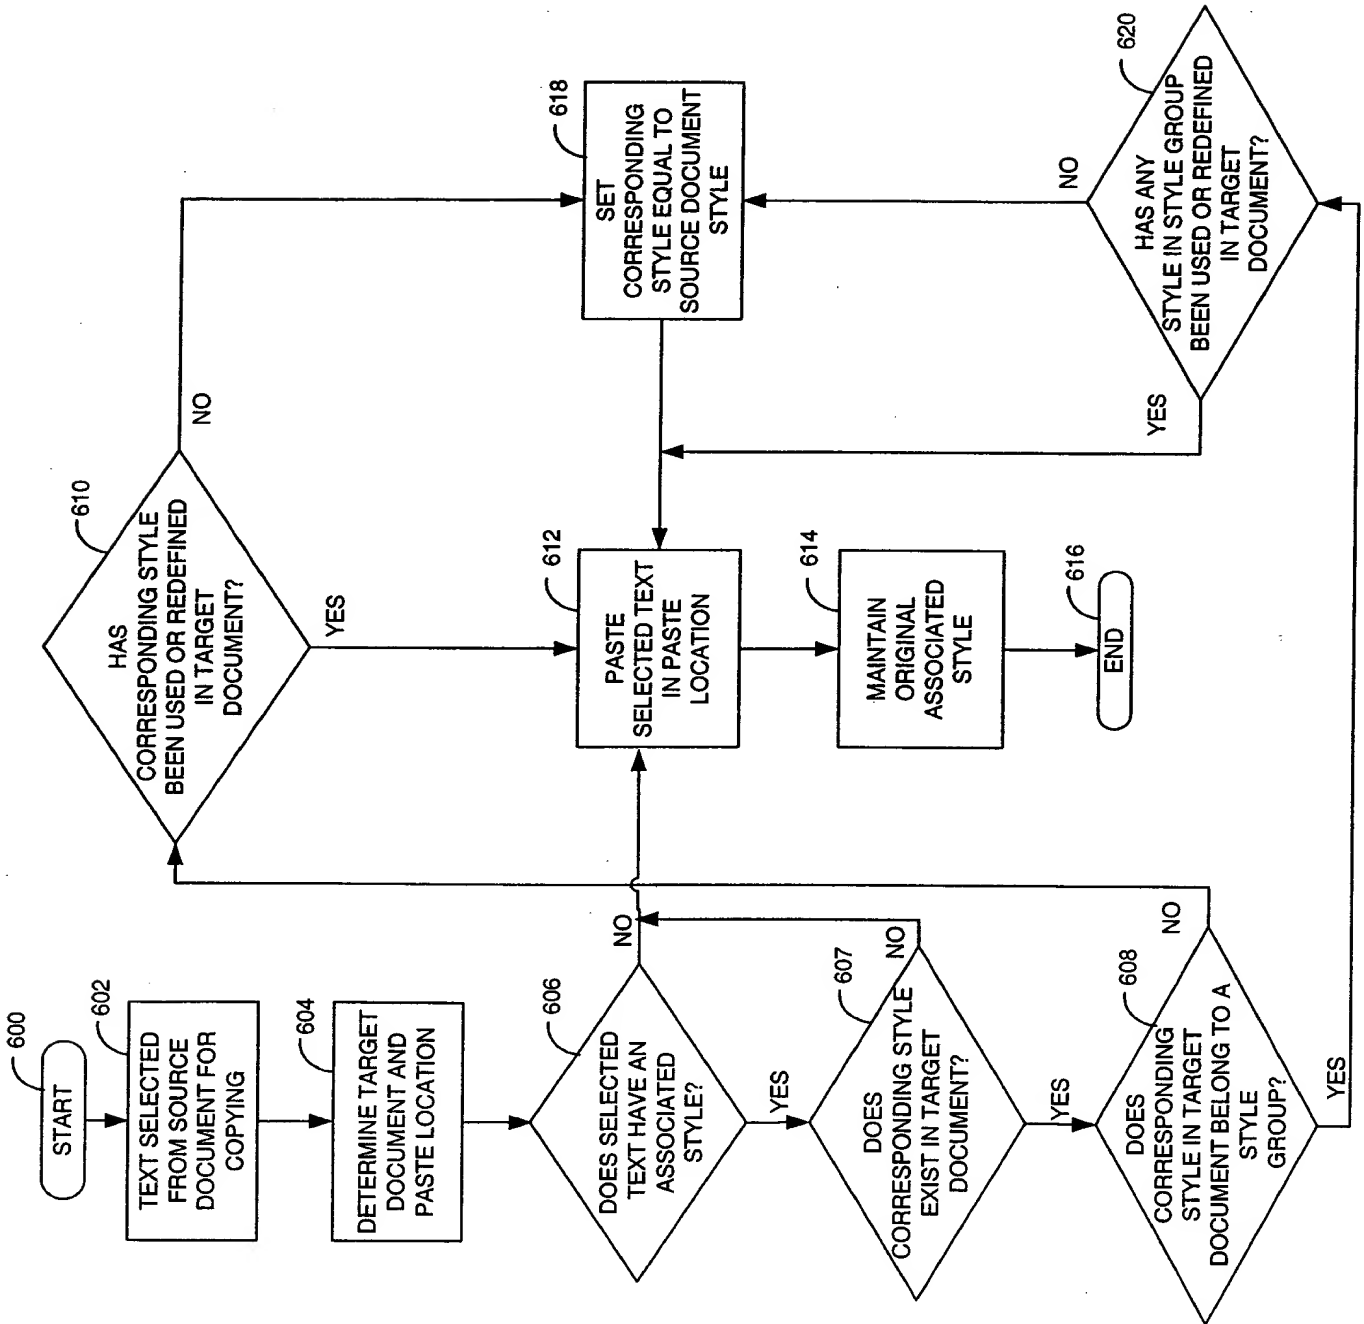 START
600
TEXT SELECTED
FROM SOURCE
DOCUMENT FOR
COPYING
602
DETERMINE TARGET
DOCUMENT AND
PASTE LOCATION
604
DOES SELECTED
TEXT HAVE AN
ASSOCIATED
STYLE?
606
NO
YES
DOES
CORRESPONDING STYLE
EXIST IN TARGET
DOCUMENT?
607
NO
YES
DOES
CORRESPONDING
STYLE IN TARGET
DOCUMENT BELONG TO A
STYLE
GROUP?
608
NO
YES
HAS
CORRESPONDING STYLE
BEEN USED OR REDEFINED
IN TARGET
DOCUMENT?
610
NO
YES
PASTE
SELECTED TEXT
IN PASTE
LOCATION
612
MAINTAIN
ORIGINAL
ASSOCIATED
STYLE
614
END
616
SET
CORRESPONDING
STYLE EQUAL TO
SOURCE DOCUMENT
STYLE
618
HAS ANY
STYLE IN STYLE GROUP
BEEN USED OR REDEFINED
IN TARGET
DOCUMENT?
620
NO
YES